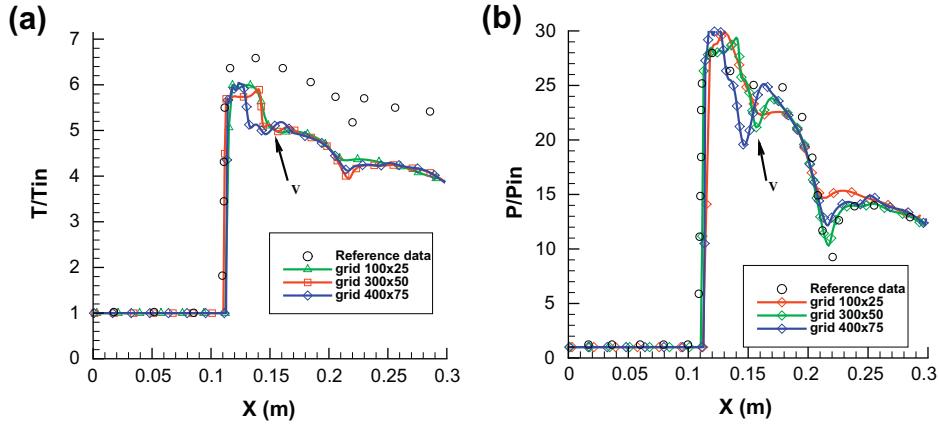 (a)
7
6
5
4
3
2
1
0
T/Tin
V
Reference data
grid 100x25
grid 300x50
grid 400x75
0 0.05 0.1 0.15 0.2 0.25 0.3
X (m)
(b)
30
25
20
15
10
5
0
P/Pin
V
Reference data
grid 100x25
grid 300x50
grid 400x75
0 0.05 0.1 0.15 0.2 0.25 0.3
X (m)